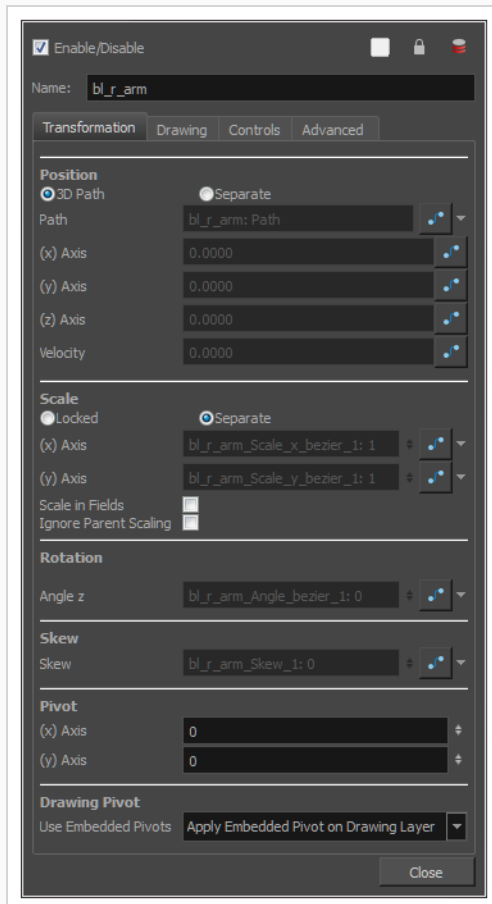 Enable/Disable
Name: bl_r_arm
Transformation Drawing Controls Advanced
Position
3D Path Separate
Path bl_r_arm: Path
(x) Axis 0.0000
(y) Axis 0.0000
(z) Axis 0.0000
Velocity 0.0000
Scale
Locked Separate
(x) Axis bl_r_arm_Scale_x_bezier_1: 1
(y) Axis bl_r_arm_Scale_y_bezier_1: 1
Scale in Fields
Ignore Parent Scaling
Rotation
Angle z bl_r_arm_Angle_bezier_1: 0
Skew
Skew bl_r_arm_Skew_1: 0
Pivot
(x) Axis 0
(y) Axis 0
Drawing Pivot
Use Embedded Pivots Apply Embedded Pivot on Drawing Layer
Close